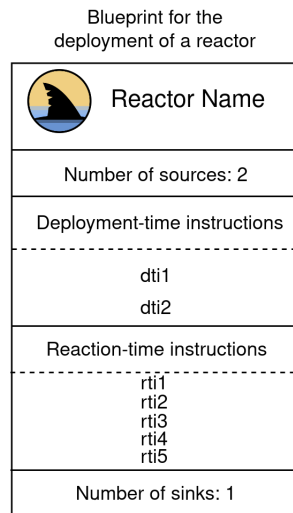 Blueprint for the
deployment of a reactor
Reactor Name
Number of sources: 2
Deployment-time instructions
dti1
dti2
Reaction-time instructions
rti1
rti2
rti3
rti4
rti5
Number of sinks: 1